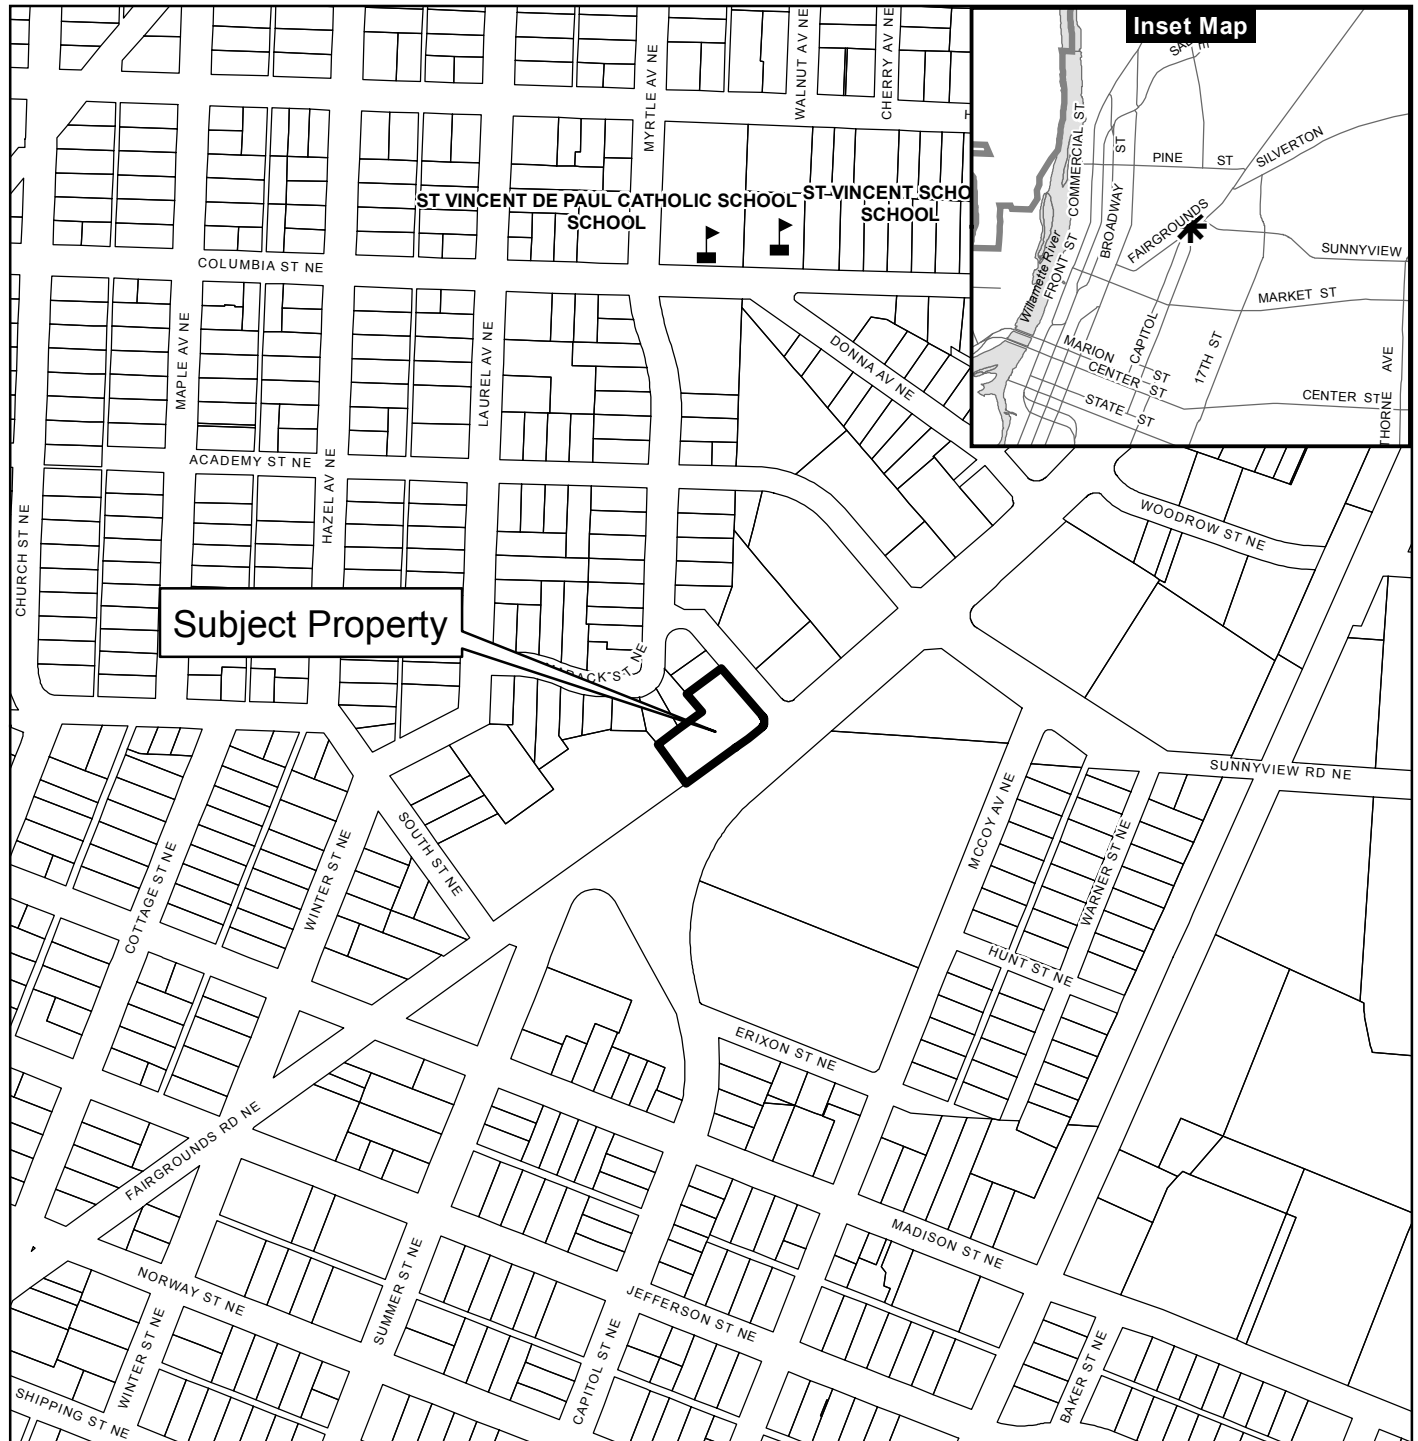 Inset Map
MYRTLE AV NE
WALNUT AV NE
CHERRY AV NE
ST VINCENT DE PAUL CATHOLIC SCHOOL
SCHOOL
ST VINCENT SCHO
SCHOOL
COLUMBIA ST NE
MAPLE AV NE
LAUREL AV NE
DONNA AV NE
ACADEMY ST NE
HAZEL AV NE
CHURCH ST NE
WOODROW ST NE
Subject Property
SUNNYVIEW RD NE
MCCOY AV NE
WARNER ST NE
SOUTH ST NE
WINTER ST NE
COTTAGE ST NE
HUNT ST NE
ERIXON ST NE
FAIRGROUNDS RD NE
MADISON ST NE
NORWAY ST NE
SUMMER ST NE
JEFFERSON ST NE
WINTER ST NE
CAPITOL ST NE
BAKER ST NE
SHIPPING ST NE
PINE ST
SILVERTON
COMMERCIAL ST
BROADWAY ST
FAIRGROUNDS
SUNNYVIEW
Willamette River
FRONT ST
MARKET ST
CAPITOL
17TH ST
MARION ST
CENTER ST
STATE ST
CENTER ST
THORNE AVE